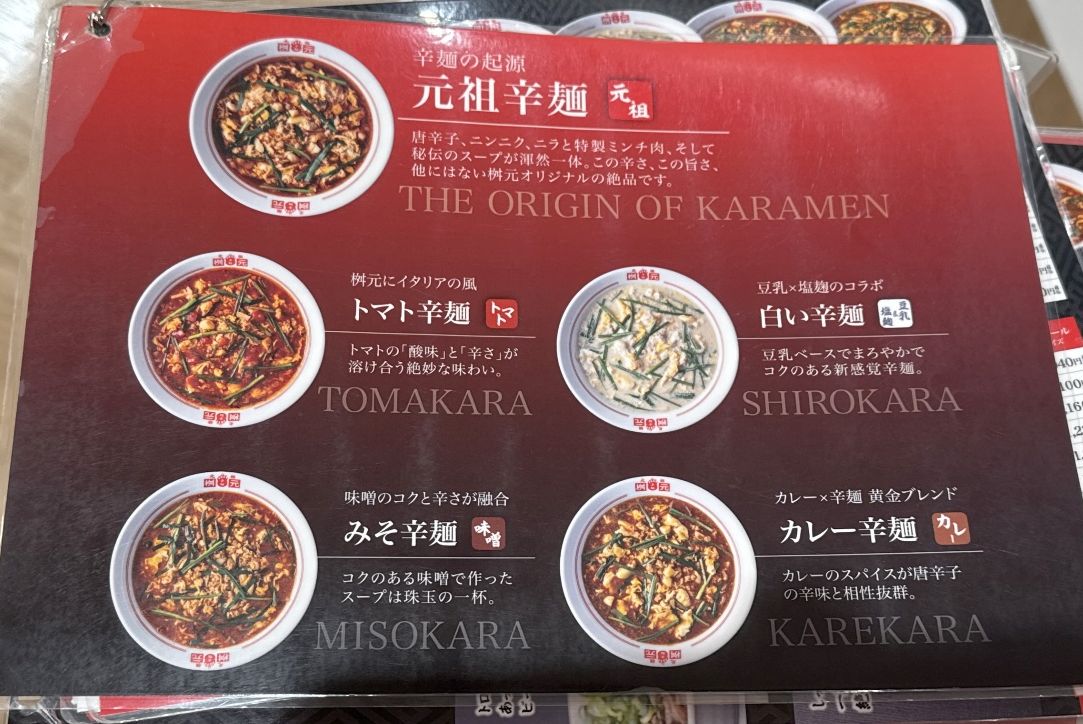 辛麺の起源
元祖辛麺 元祖
唐辛子、ニンニク、ニラと特製ミンチ肉、そして
秘伝のスープが渾然一体。この辛さ、この旨さ、
他にはない桝元オリジナルの絶品です。
THE ORIGIN OF KARAMEN
桝元にイタリアの風
トマト辛麺 トマト
トマトの「酸味」と「辛さ」が
溶け合う絶妙な味わい。
TOMAKARA
豆乳×塩麹のコラボ
白い辛麺 豆乳&塩麹
豆乳ベースでまろやかで
コクのある新感覚辛麺。
SHIROKARA
味噌のコクと辛さが融合
みそ辛麺 味噌
コクのある味噌で作った
スープは珠玉の一杯。
MISOKARA
カレー×辛麺 黄金ブレンド
カレー辛麺 カレー
カレーのスパイスが唐辛子
の辛味と相性抜群。
KAREKARA